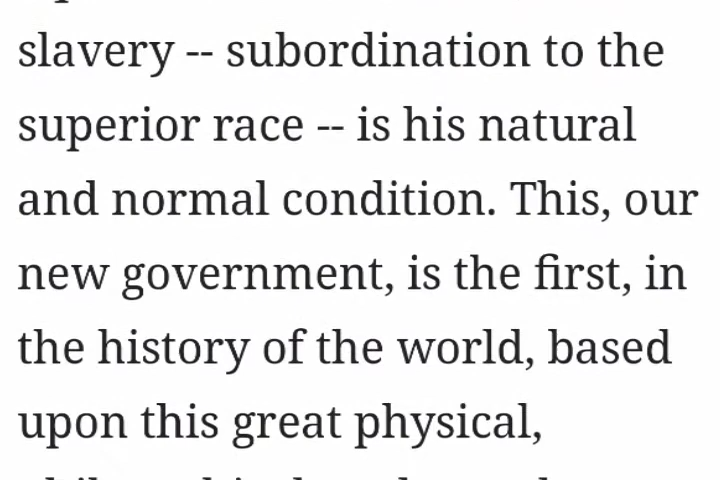 slavery -- subordination to the
superior race -- is his natural
and normal condition. This, our
new government, is the first, in
the history of the world, based
upon this great physical,